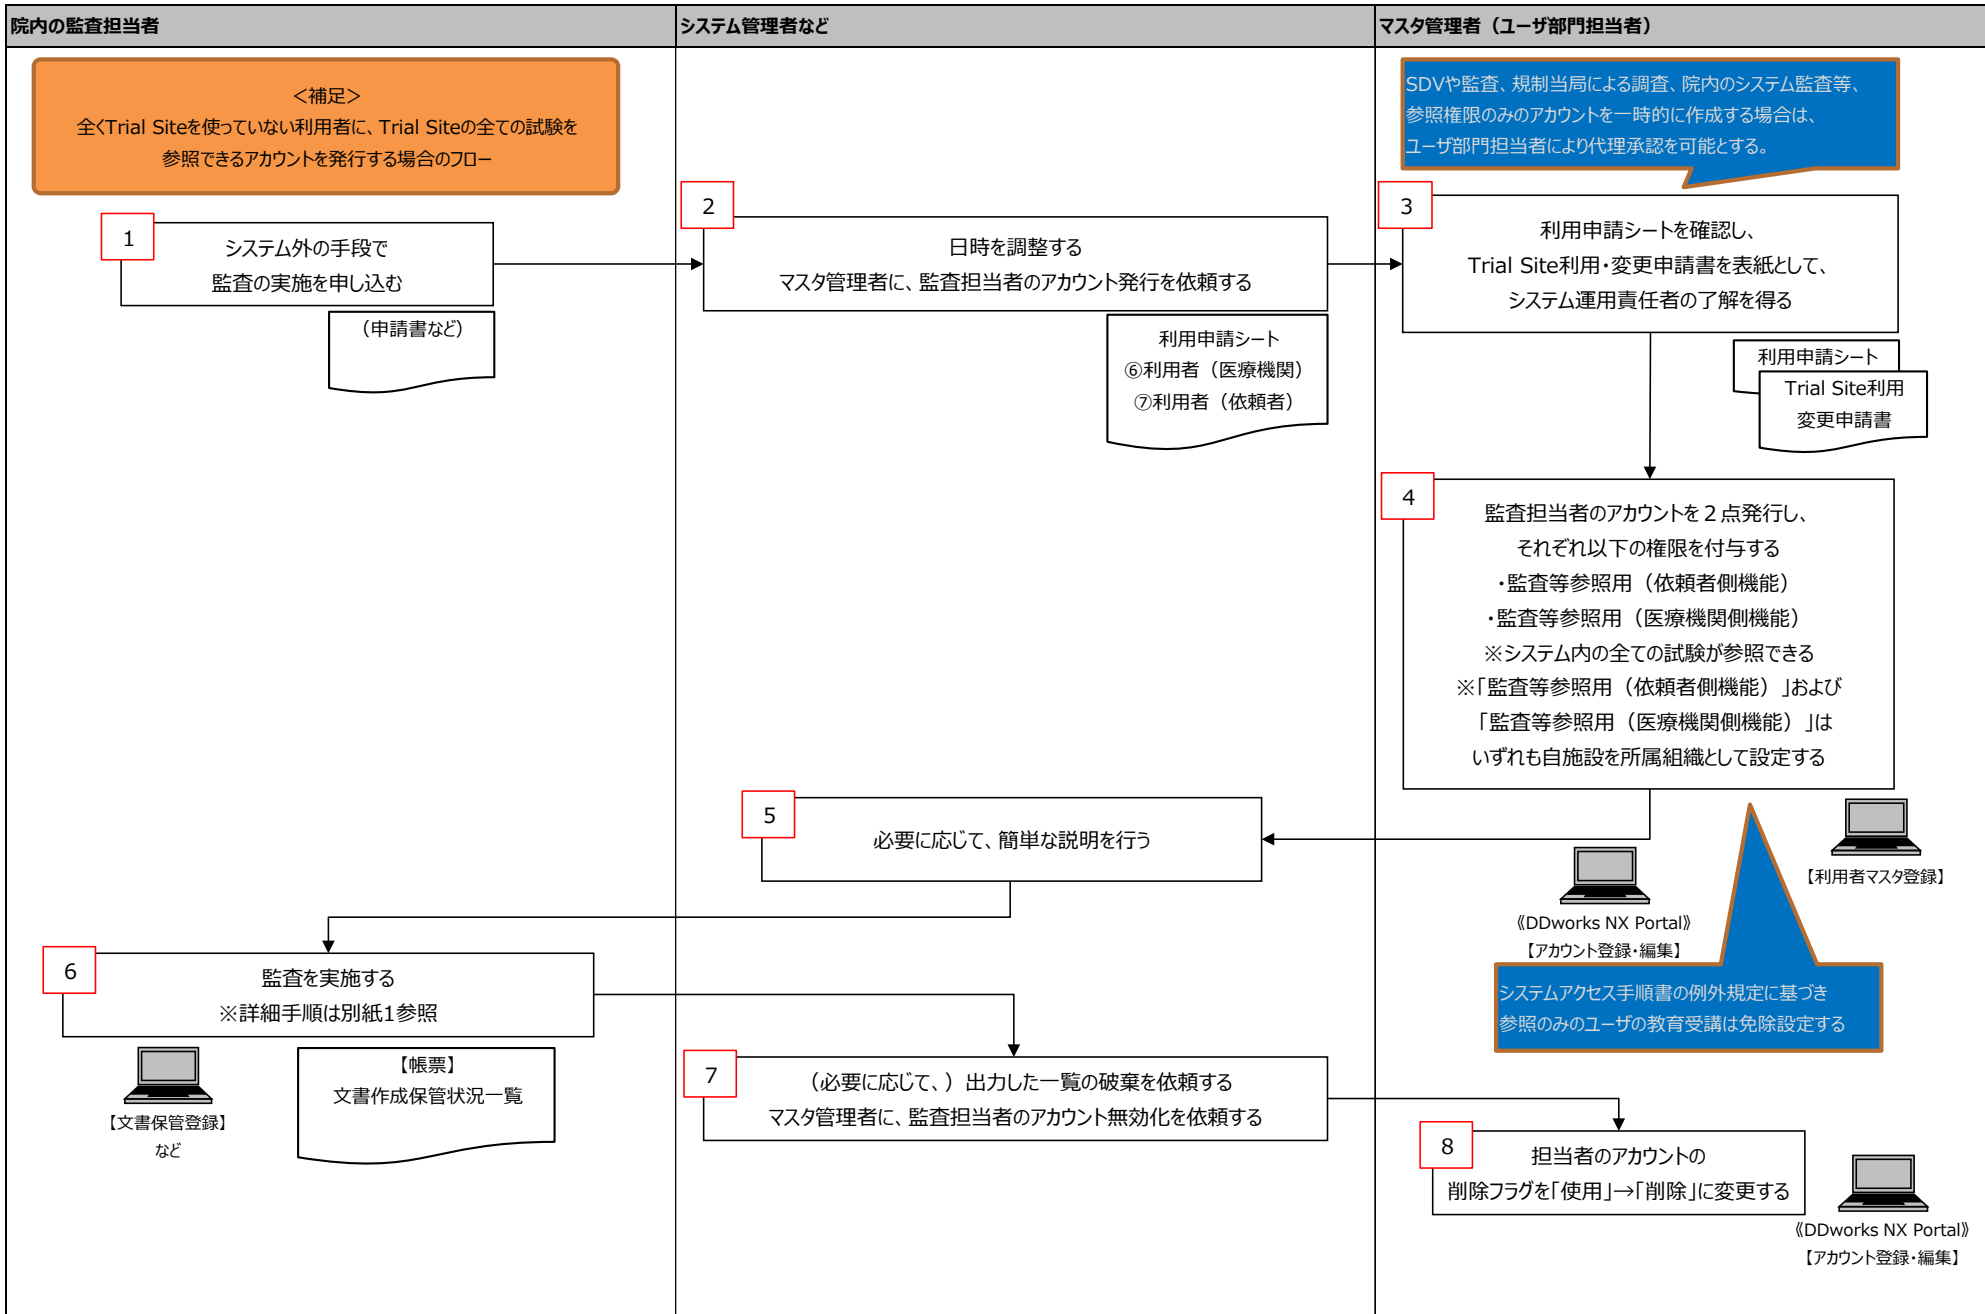 院内の監査担当者
システム管理者など
マスタ管理者（ユーザ部門担当者）
＜補足＞
全くTrial Siteを使っていない利用者に、Trial Siteの全ての試験を
参照できるアカウントを発行する場合のフロー
SDVや監査、規制当局による調査、院内のシステム監査等、
参照権限のみのアカウントを一時的に作成する場合は、
ユーザ部門担当者により代理承認を可能とする。
1
システム外の手段で
監査の実施を申し込む
（申請書など）
2
日時を調整する
マスタ管理者に、監査担当者のアカウント発行を依頼する
利用申請シート
⑥利用者（医療機関）
⑦利用者（依頼者）
3
利用申請シートを確認し、
Trial Site利用・変更申請書を表紙として、
システム運用責任者の了解を得る
利用申請シート
Trial Site利用
変更申請書
4
監査担当者のアカウントを２点発行し、
それぞれ以下の権限を付与する
・監査等参照用（依頼者側機能）
・監査等参照用（医療機関側機能）
※システム内の全ての試験が参照できる
※「監査等参照用（依頼者側機能）」および
「監査等参照用（医療機関側機能）」は
いずれも自施設を所属組織として設定する
【利用者マスタ登録】
《DDworks NX Portal》
【アカウント登録・編集】
システムアクセス手順書の例外規定に基づき
参照のみのユーザの教育受講は免除設定する
5
必要に応じて、簡単な説明を行う
6
監査を実施する
※詳細手順は別紙1参照
【文書保管登録】
など
【帳票】
文書作成保管状況一覧
7
（必要に応じて、）出力した一覧の破棄を依頼する
マスタ管理者に、監査担当者のアカウント無効化を依頼する
8
担当者のアカウントの
削除フラグを「使用」→「削除」に変更する
《DDworks NX Portal》
【アカウント登録・編集】